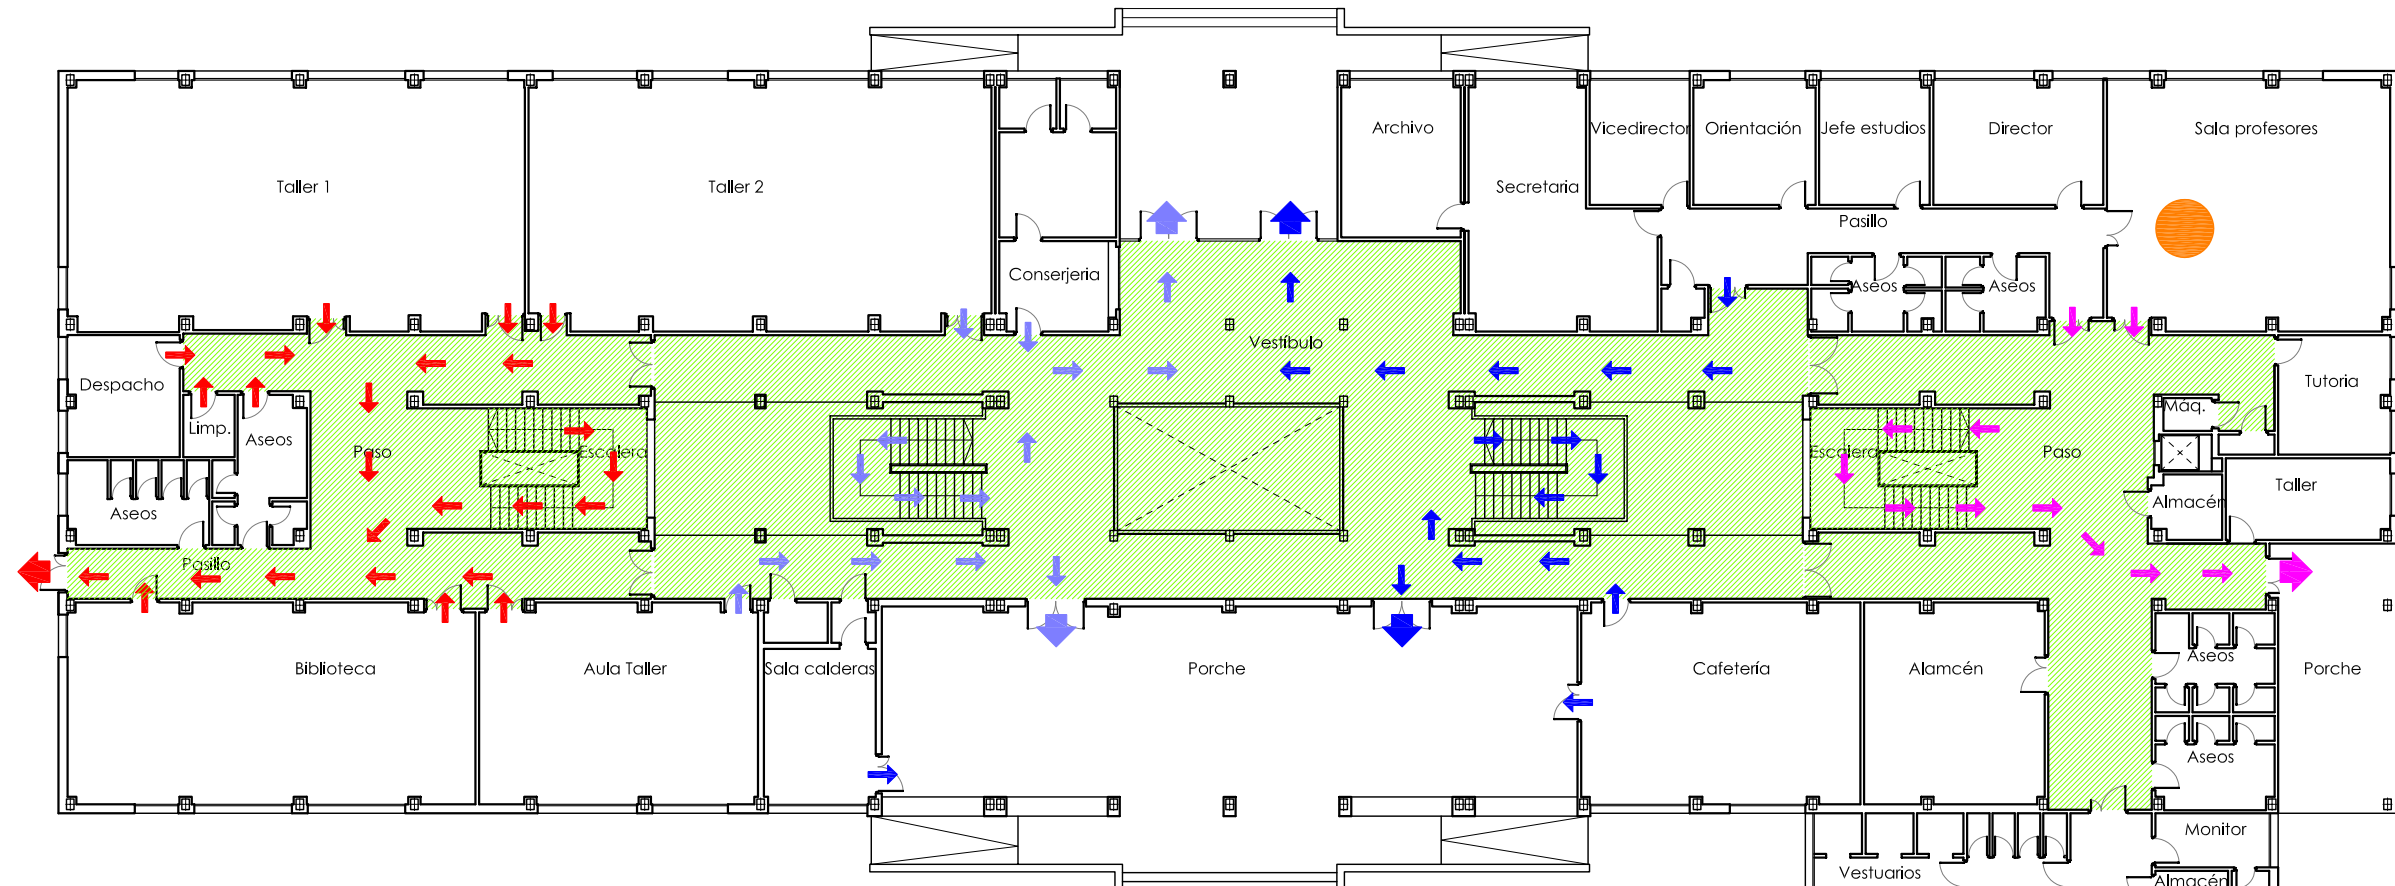 Archivo
Vicedirector
Orientación
Jefe estudios
Director
Sala profesores
Taller 1
Taller 2
Secretaria
Pasillo
Conserjeria
Aseos
Aseos
Vestíbulo
Despacho
Tutoria
Máq.
Limp.
Aseos
Paso
Escalera
Escalera
Paso
Taller
Almacén
Aseos
Pasillo
Biblioteca
Aula Taller
Sala calderas
Porche
Cafetería
Alamcén
Aseos
Porche
Aseos
Monitor
Vestuarios
Almacén